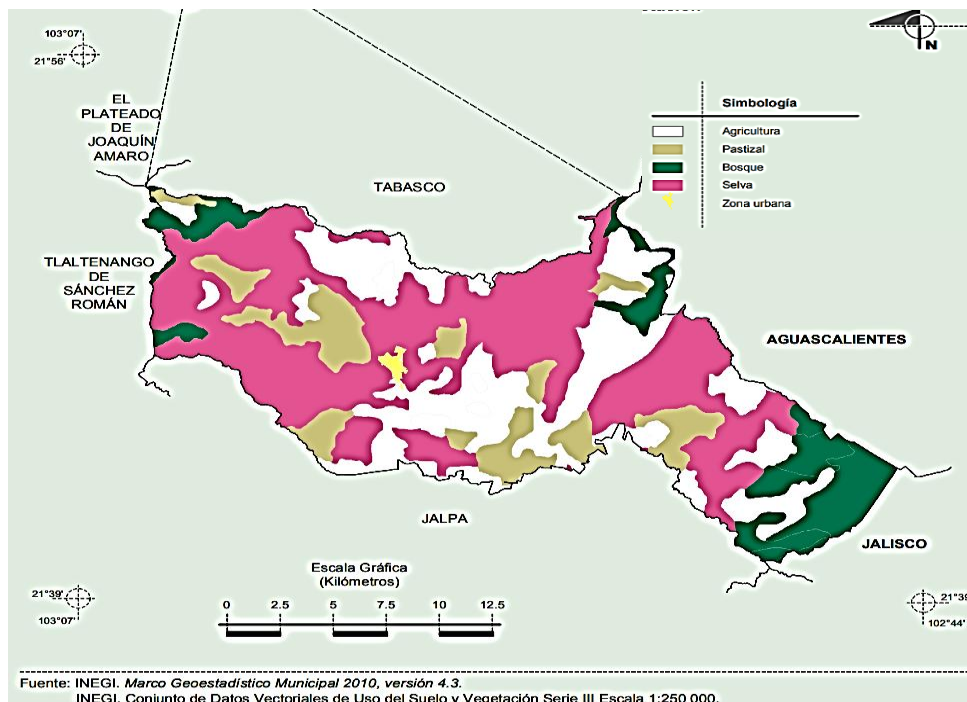 103°07'
21°56'
N
EL
PLATEADO
DE
JOAQUÍN
AMARO
TABASCO
TLALTENANGO
DE
SÁNCHEZ
ROMÁN
Simbología
Agricultura
Pastizal
Bosque
Selva
Zona urbana
AGUASCALIENTES
JALPA
JALISCO
Escala Gráfica
(Kilómetros)
0 2.5 5 7.5 10 12.5
21°39'
103°07'
21°39'
102°44'
Fuente: INEGI. Marco Geoestadístico Municipal 2010, versión 4.3.
INEGI. Conjunto de Datos Vectoriales de Uso del Suelo y Vegetación Serie III Escala 1:250 000.